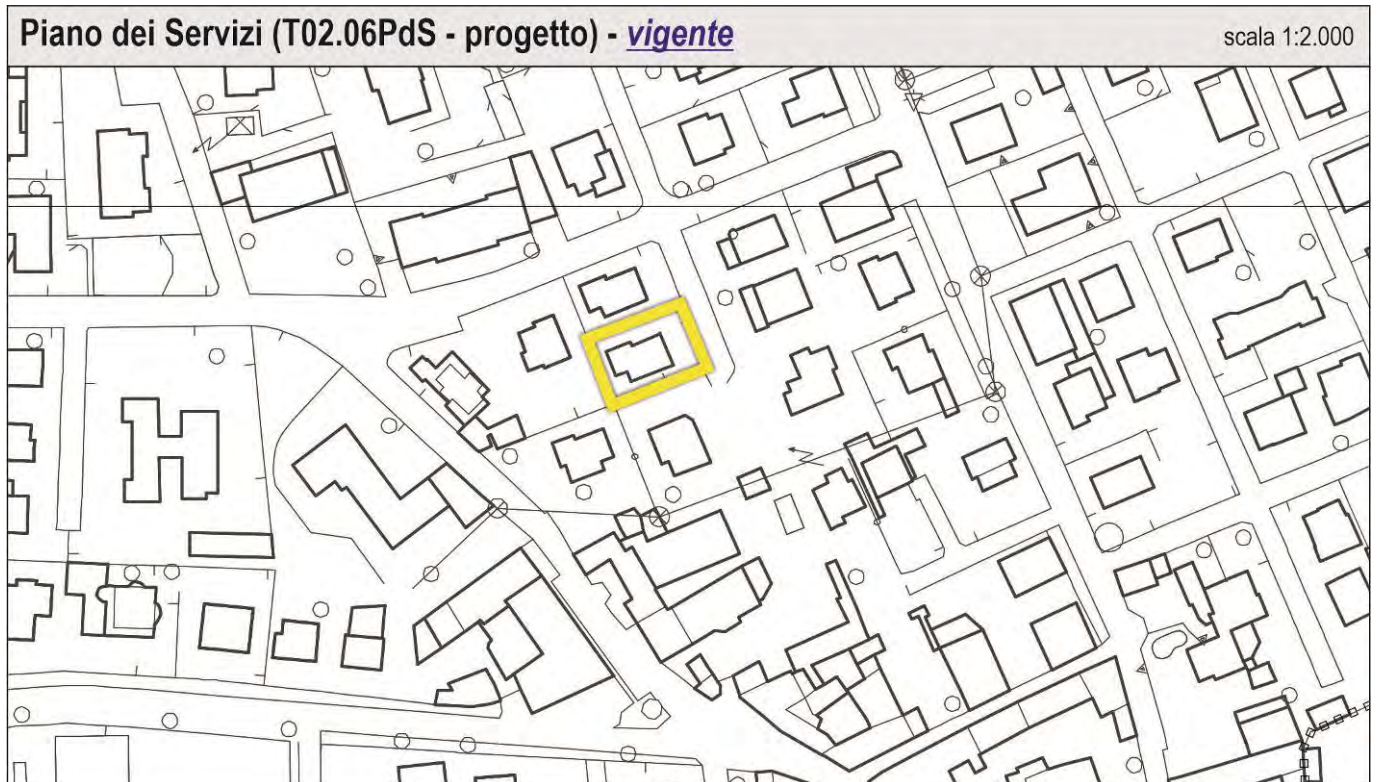 Piano dei Servizi (T02.06PdS - progetto) - vigente
scala 1:2.000